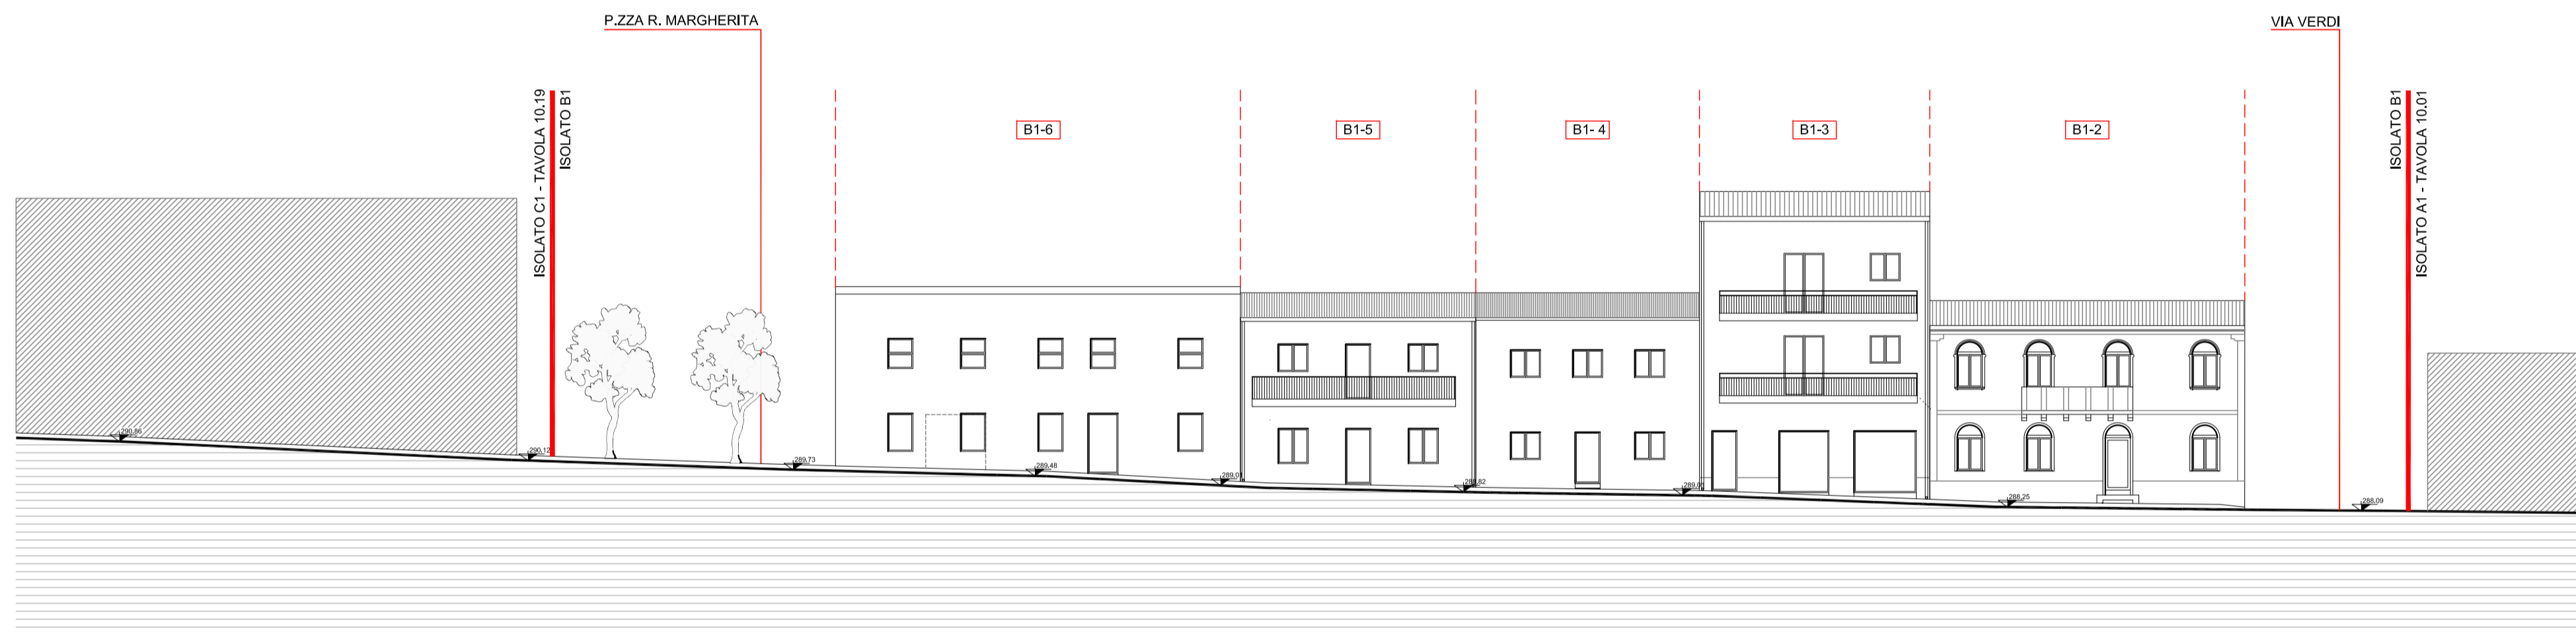 P.ZZA R. MARGHERITA
VIA VERDI
ISOLATO C1 - TAVOLA 10.19
ISOLATO B1
B1-6
B1-5
B1- 4
B1-3
B1-2
ISOLATO B1
ISOLATO A1 - TAVOLA 10.01
290,86
290,12
289,73
289,48
288,25
288,09